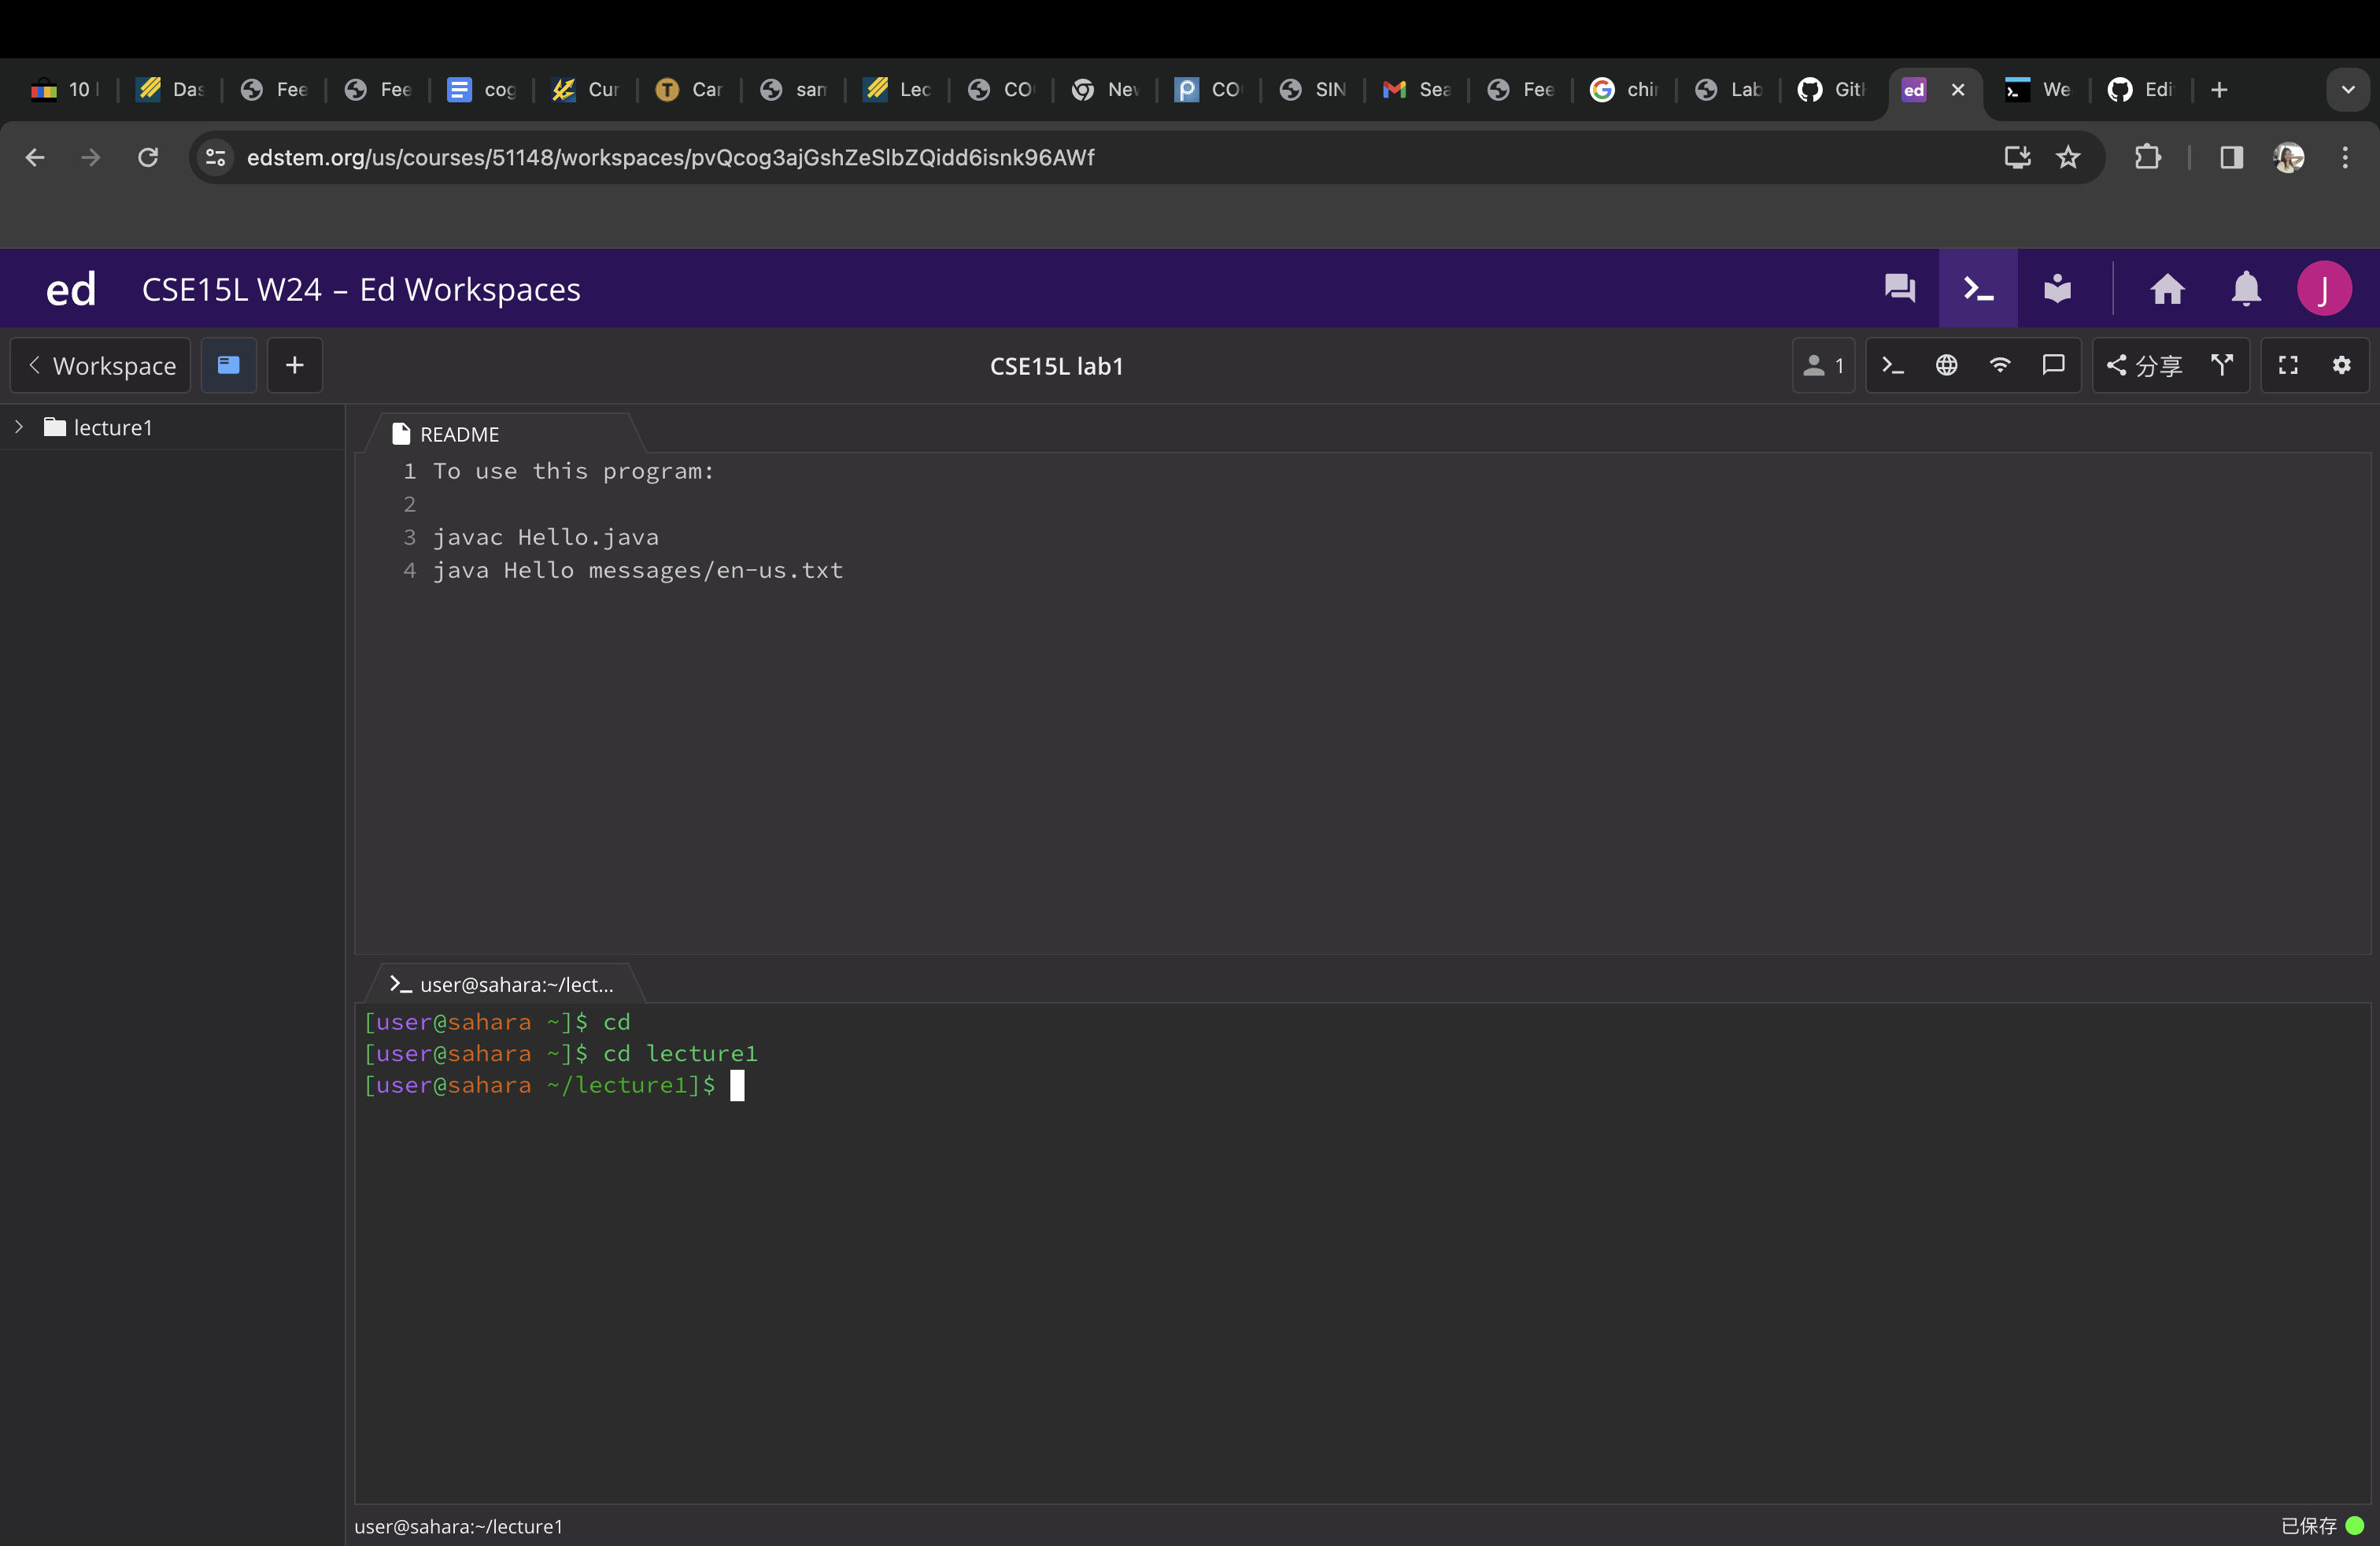 10
Das
Fee
Fee
cog
Cur
Car
san
Lec
CO
Nev
CO
SIN
Sea
Fee
chir
Lab
Gitl
ed
We
Edi
edstem.org/us/courses/51148/workspaces/pvQcog3ajGshZeSlbZQidd6isnk96AWf
ed CSE15L W24 – Ed Workspaces
J
Workspace
CSE15L lab1
1
分享
lecture1
README
1 To use this program:
2
3 javac Hello.java
4 java Hello messages/en-us.txt
user@sahara:~/lect...
[user@sahara ~]$ cd
[user@sahara ~]$ cd lecture1
[user@sahara ~/lecture1]$
user@sahara:~/lecture1
已保存